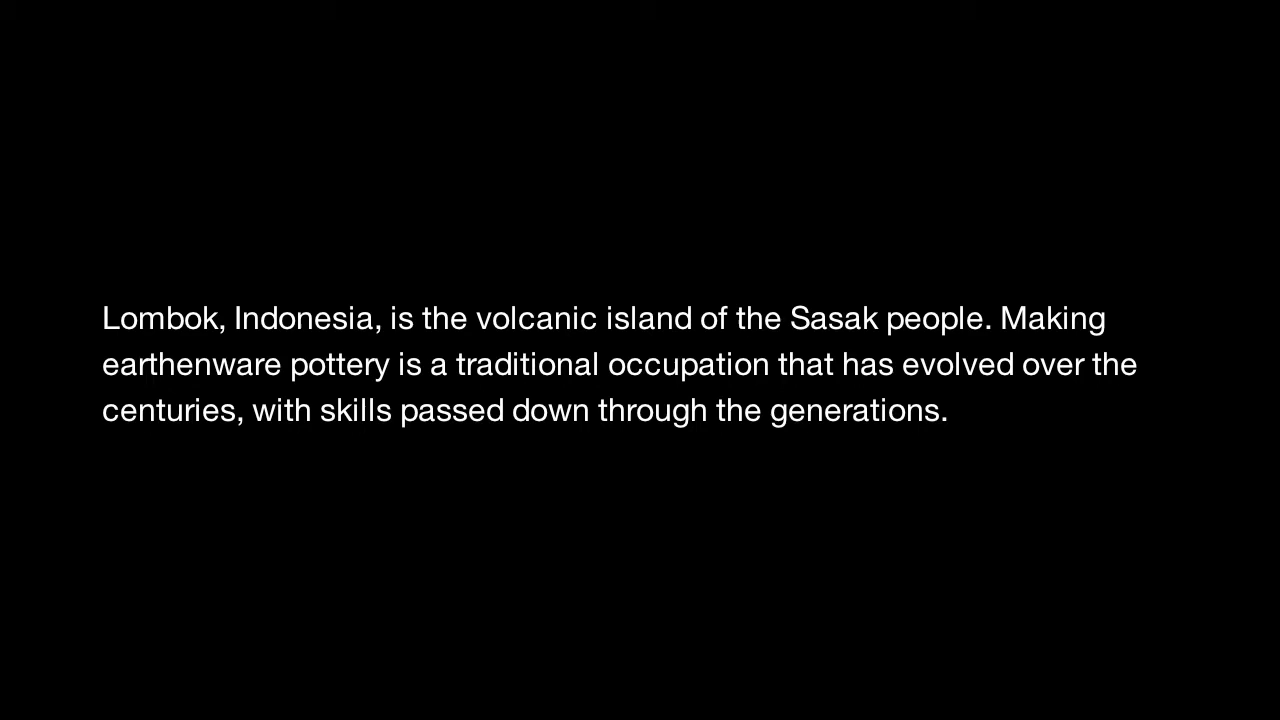 Lombok, Indonesia, is the volcanic island of the Sasak people. Making
earthenware pottery is a traditional occupation that has evolved over the
centuries, with skills passed down through the generations.